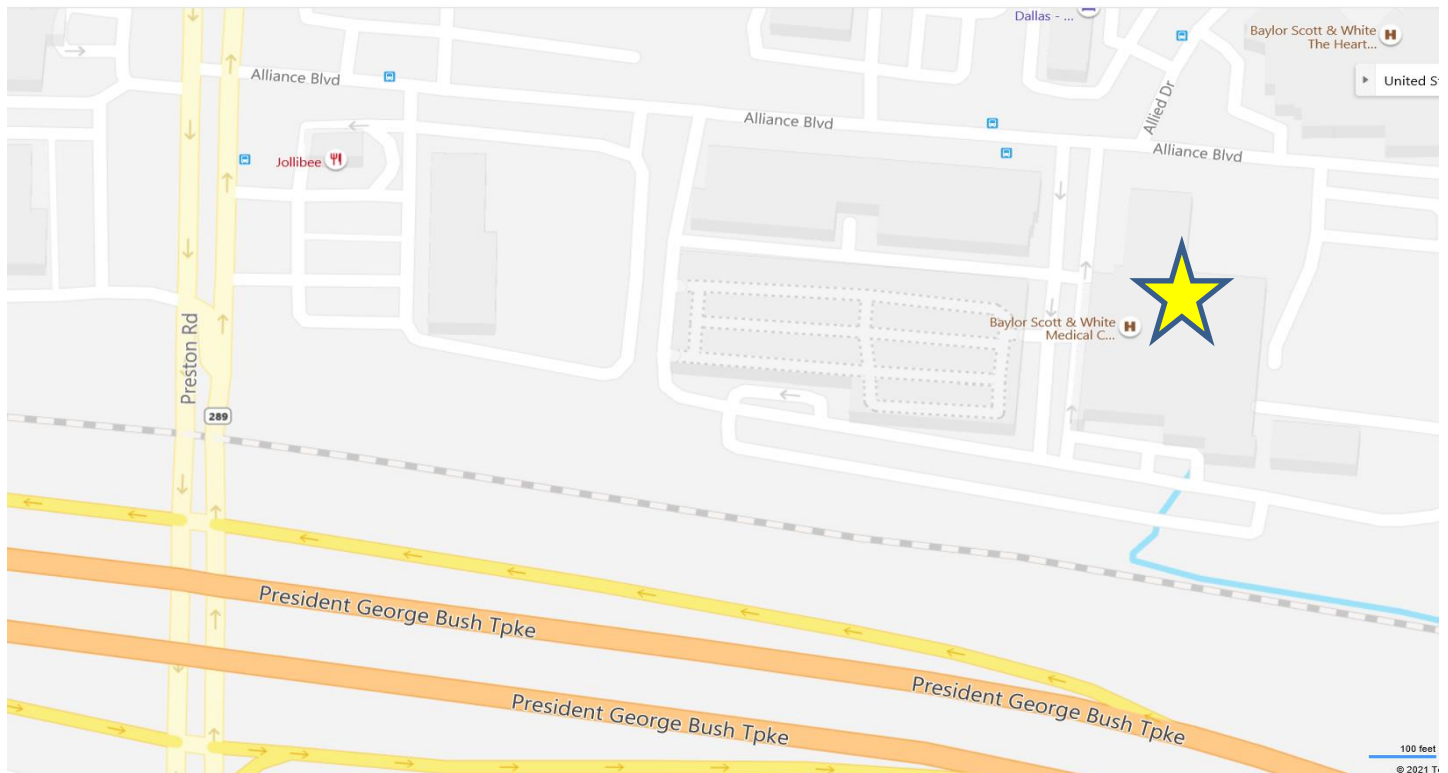 Dallas - ...
Baylor Scott & White
The Heart...
H
United S
Alliance Blvd
Alliance Blvd
Allied Dr
Alliance Blvd
Jollibee
Baylor Scott & White
Medical C...
H
Preston Rd
289
President George Bush Tpke
President George Bush Tpke
President George Bush Tpke
100 feet
© 2021 T